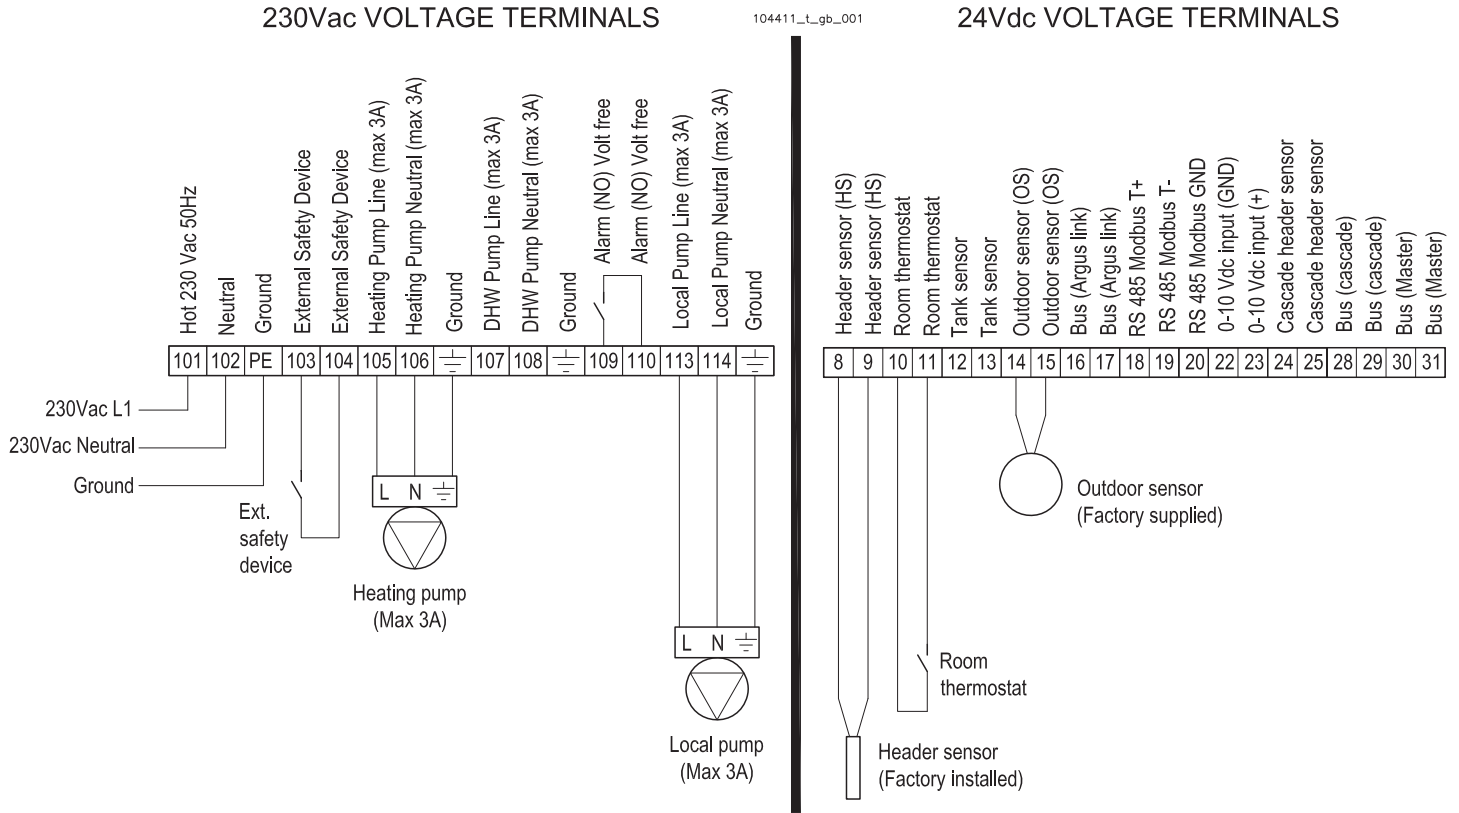 230Vac VOLTAGE TERMINALS
104411_t_gb_001
24Vdc VOLTAGE TERMINALS
Hot 230 Vac 50Hz
Neutral
Ground
External Safety Device
External Safety Device
Heating Pump Line (max 3A)
Heating Pump Neutral (max 3A)
Ground
DHW Pump Line (max 3A)
DHW Pump Neutral (max 3A)
Ground
Alarm (NO) Volt free
Alarm (NO) Volt free
Local Pump Line (max 3A)
Local Pump Neutral (max 3A)
Ground
101 102 PE 103 104 105 106 107 108 109 110 113 114
230Vac L1
230Vac Neutral
Ground
Ext.
safety
device
L N
Heating pump
(Max 3A)
L N
Local pump
(Max 3A)
Header sensor (HS)
Header sensor (HS)
Room thermostat
Room thermostat
Tank sensor
Tank sensor
Outdoor sensor (OS)
Outdoor sensor (OS)
Bus (Argus link)
Bus (Argus link)
RS 485 Modbus T+
RS 485 Modbus T-
RS 485 Modbus GND
0-10 Vdc input (GND)
0-10 Vdc input (+)
Cascade header sensor
Cascade header sensor
Bus (cascade)
Bus (cascade)
Bus (Master)
Bus (Master)
8 9 10 11 12 13 14 15 16 17 18 19 20 22 23 24 25 28 29 30 31
Outdoor sensor
(Factory supplied)
Room
thermostat
Header sensor
(Factory installed)